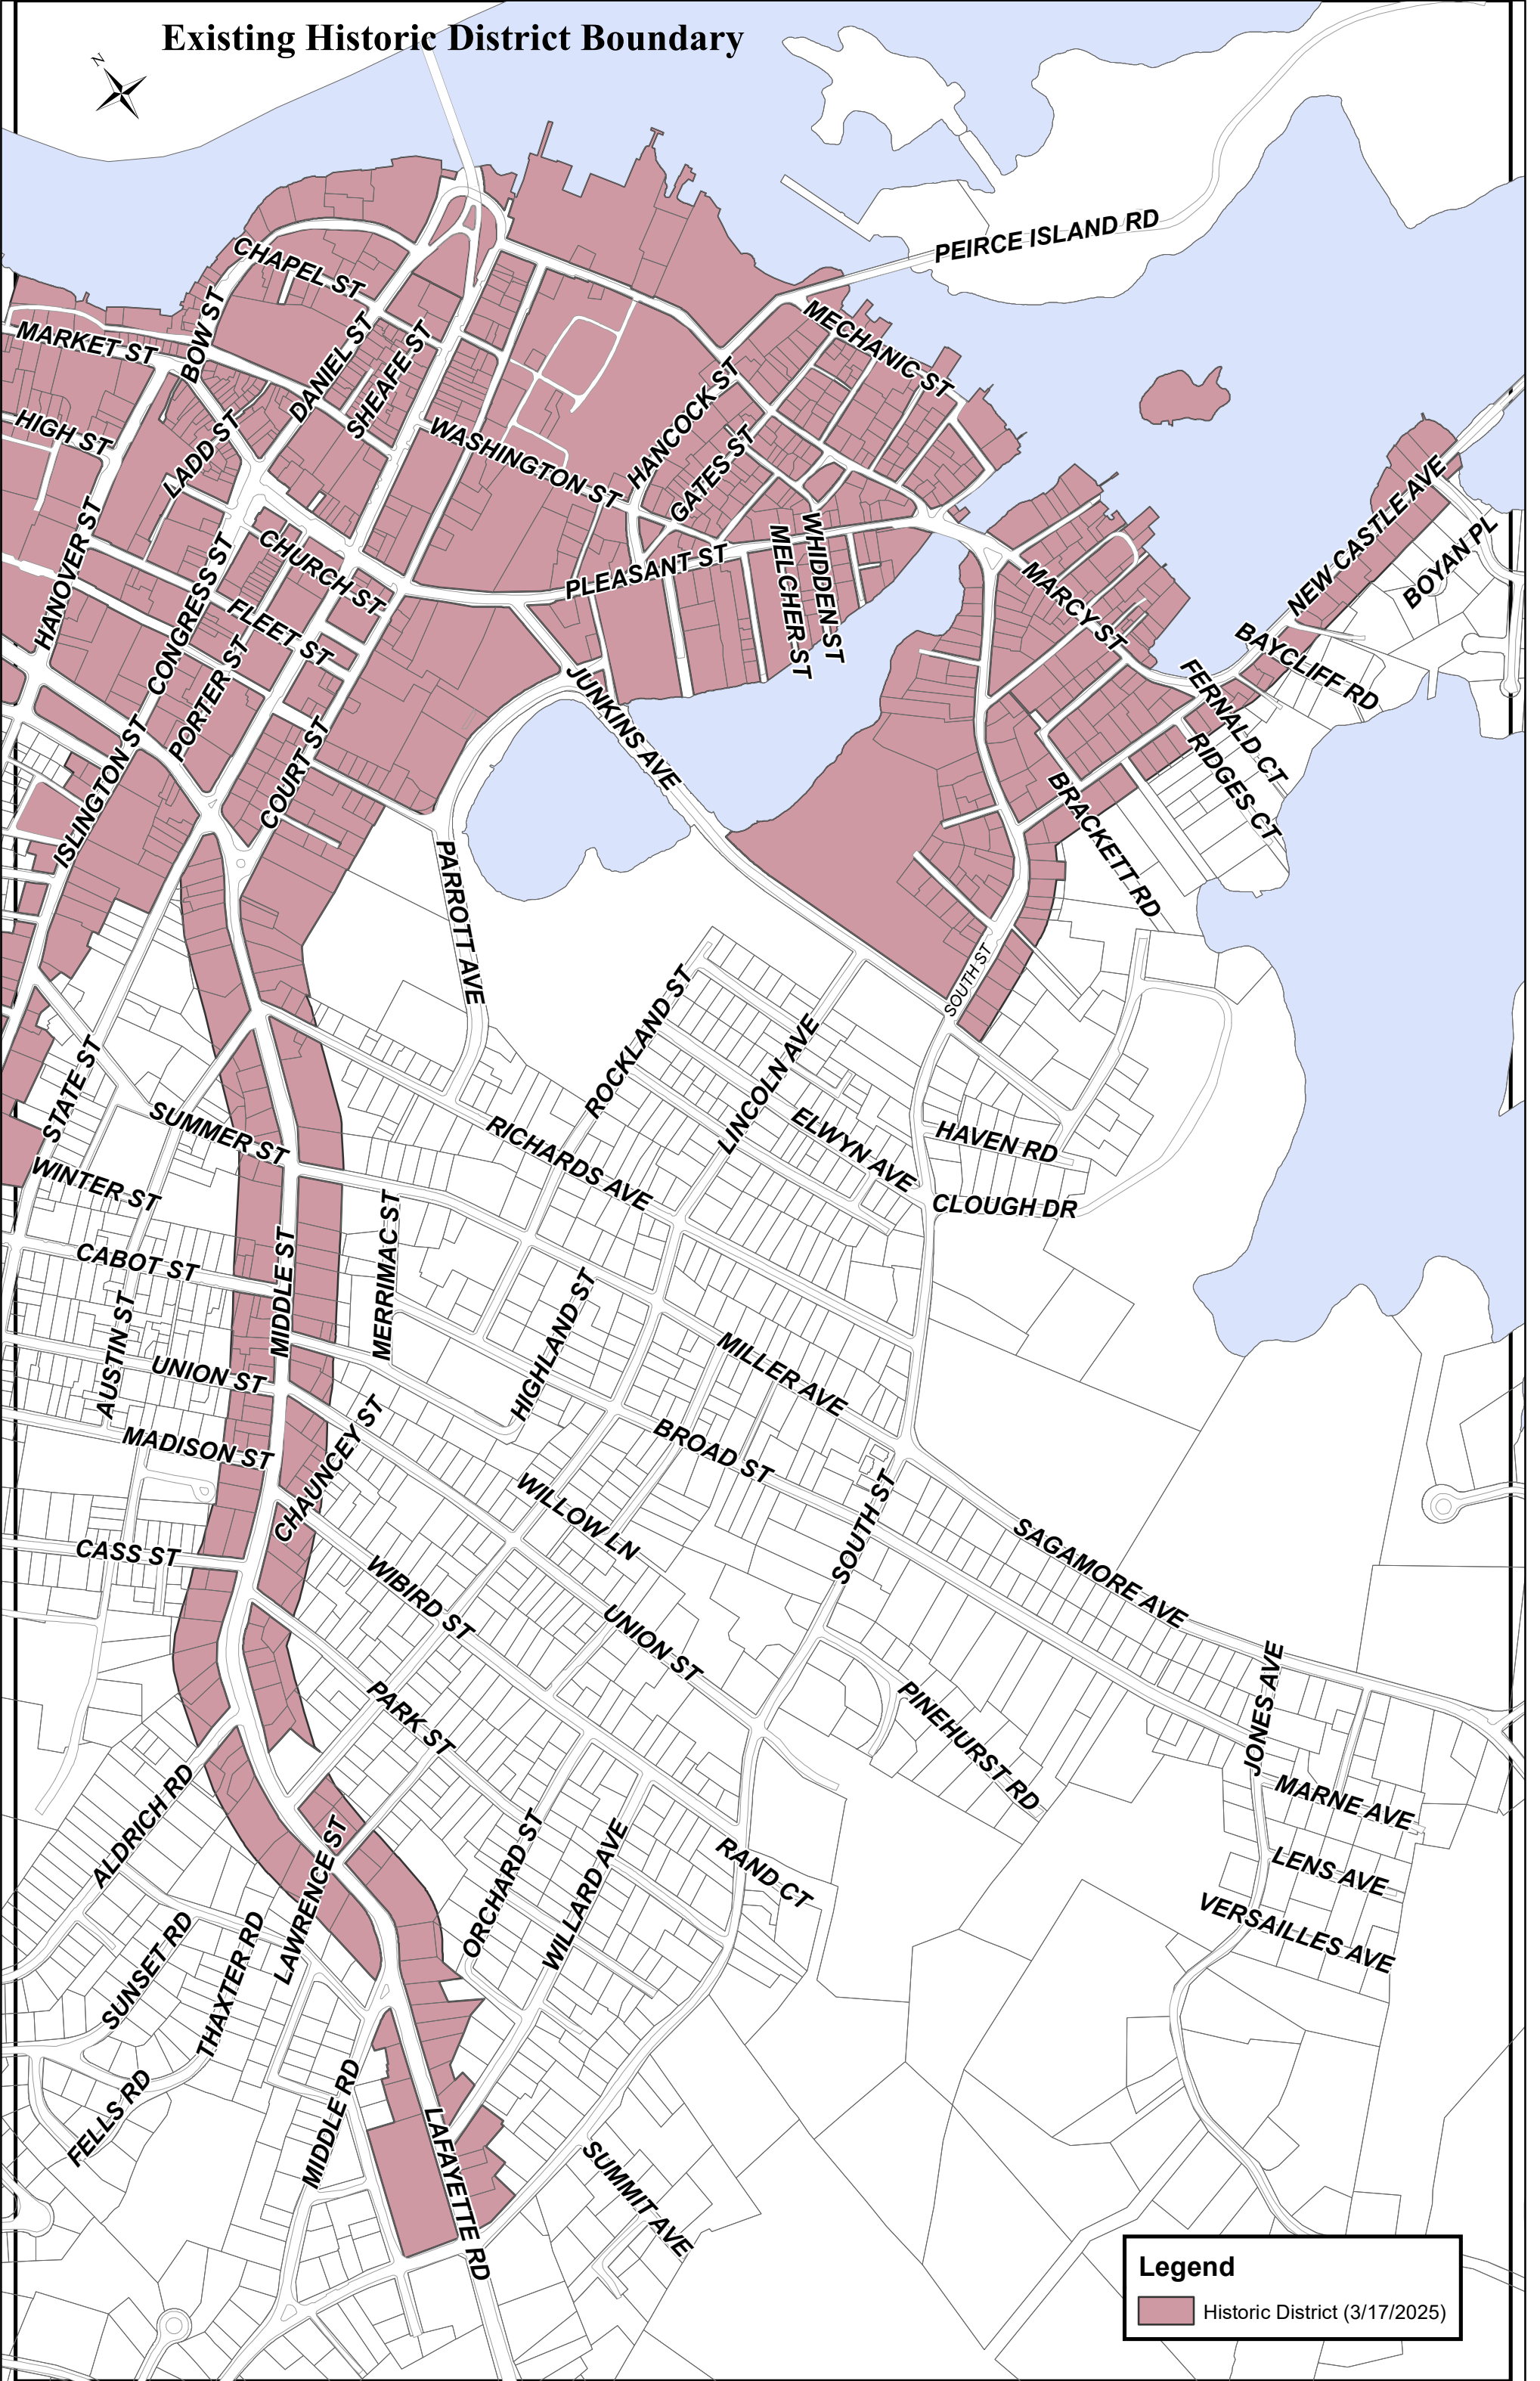 Existing Historic District Boundary
N
PEIRCE ISLAND RD
CHAPEL ST
BOW ST
MARKET ST
DANIEL ST
SHEAFE ST
MECHANIC ST
HIGH ST
LADD ST
WASHINGTON ST
HANCOCK ST
GATES ST
HANOVER ST
CONGRESS ST
CHURCH ST
FLEET ST
PORTER ST
PLEASANT ST
MELCHER ST
WHIDDEN ST
MARCY ST
NEW CASTLE AVE
BOYAN PL
BAYCLIFF RD
FERNALD CT
RIDGES CT
JUNKINS AVE
ISLINGTON ST
COURT ST
BRACKETT RD
PARROTT AVE
SOUTH ST
ROCKLAND ST
LINCOLN AVE
STATE ST
SUMMER ST
RICHARDS AVE
ELWYN AVE
HAVEN RD
WINTER ST
CLOUGH DR
CABOT ST
MIDDLE ST
MERRIMAC ST
AUSTIN ST
HIGHLAND ST
UNION ST
MILLER AVE
MADISON ST
CHAUNCEY ST
BROAD ST
WILLOW LN
SOUTH ST
SAGAMORE AVE
CASS ST
WIBIRD ST
UNION ST
PARK ST
PINEHURST RD
JONES AVE
MARNE AVE
ALDRICH RD
LAWRENCE ST
ORCHARD ST
WILLARD AVE
RAND CT
LENS AVE
VERSAILLES AVE
SUNSET RD
THAXTER RD
FELLS RD
MIDDLE RD
LAFAYETTE RD
SUMMIT AVE
Legend
Historic District (3/17/2025)